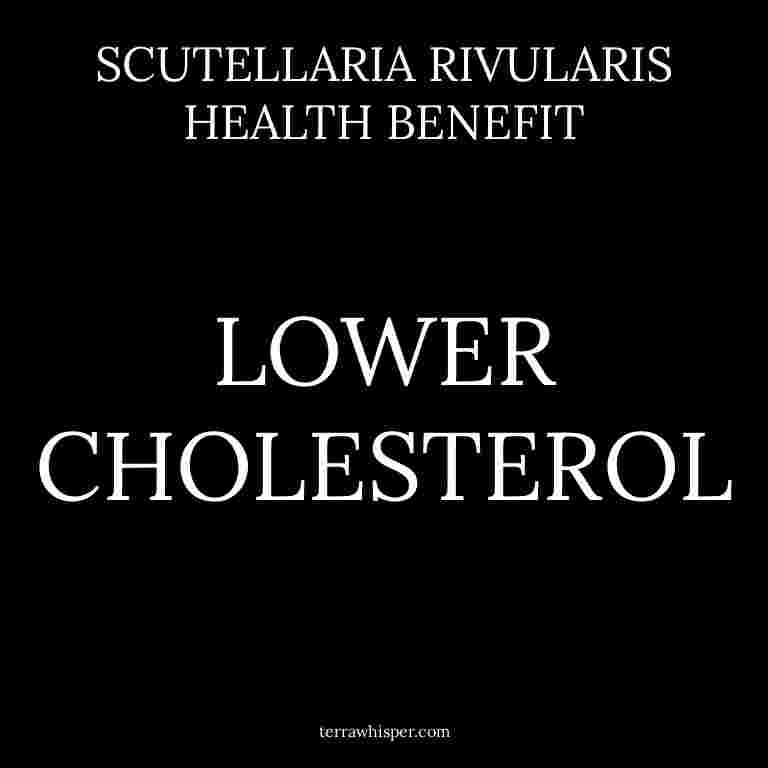 SCUTELLARIA RIVULARIS
HEALTH BENEFIT
LOWER
CHOLESTEROL
terrawhisper.com